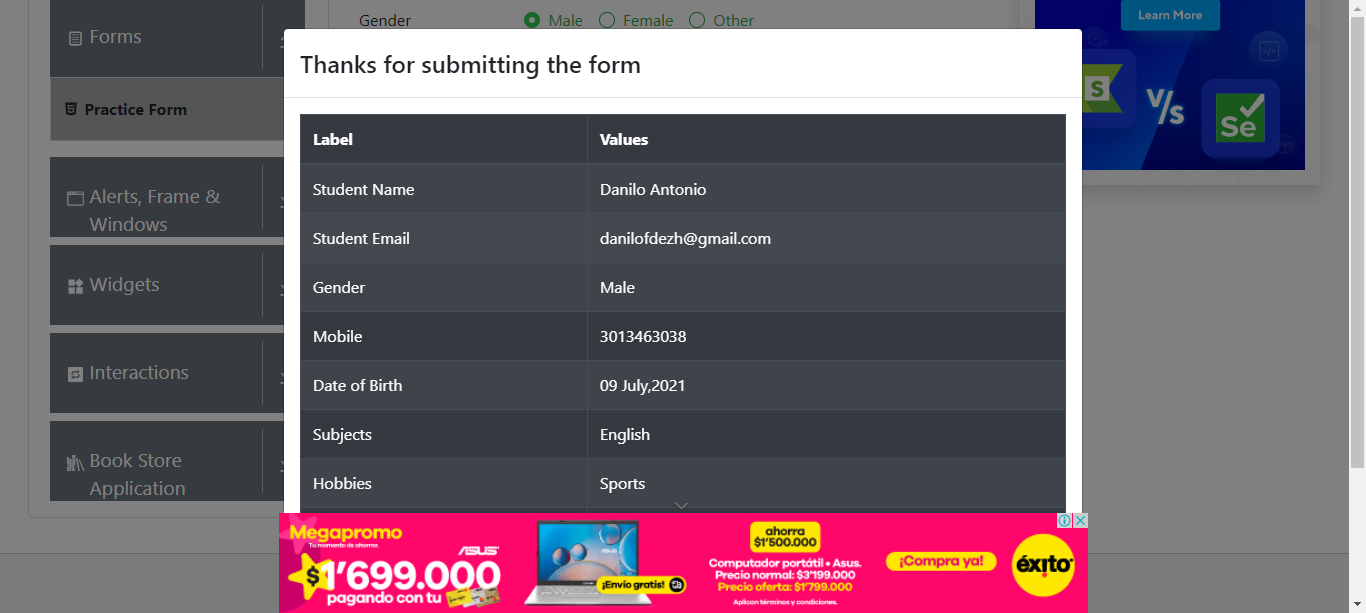 Gender Male Female Other
Learn More
Forms
Thanks for submitting the form
Practice Form
Label Values
S V/s Se
Student Name Danilo Antonio
Alerts, Frame &
Windows
Student Email danilofdezh@gmail.com
Widgets
Gender Male
Mobile 3013463038
Interactions
Date of Birth 09 July,2021
Subjects English
Book Store
Application
Hobbies Sports
Megapromo
Tu momento de ahorras
$1'699.000
pagando con tu
ASUS
¡Envío gratis!
ahorra
$1'500.000
Computador portátil • Asus.
Precio normal: $3'199.000
Precio oferta: $1'799.000
Aplican términos y condiciones.
¡Compra ya!
éxito